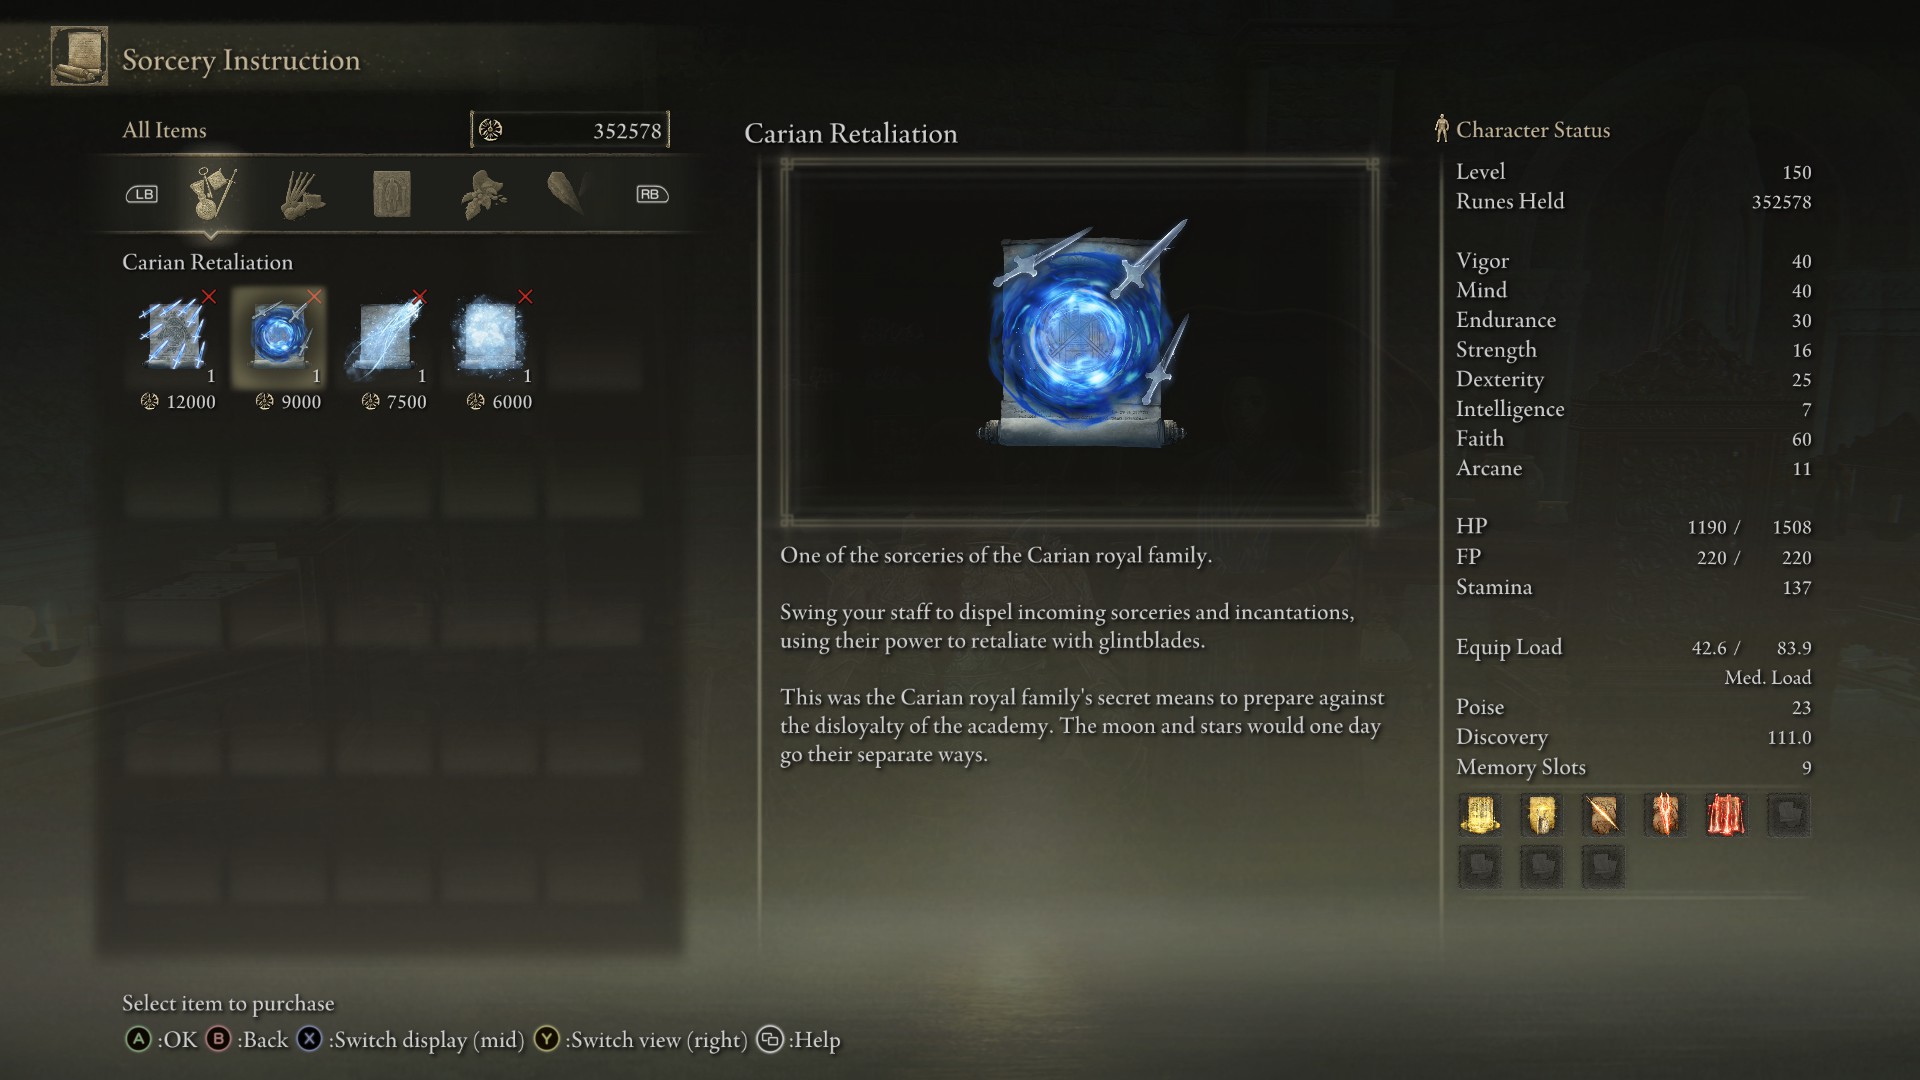 Sorcery Instruction
All Items
352578
LB
RB
Carian Retaliation
1
1
1
1
12000
9000
7500
6000
Carian Retaliation
One of the sorceries of the Carian royal family.
Swing your staff to dispel incoming sorceries and incantations,
using their power to retaliate with glintblades.
This was the Carian royal family's secret means to prepare against
the disloyalty of the academy. The moon and stars would one day
go their separate ways.
Character Status
Level 150
Runes Held 352578
Vigor 40
Mind 40
Endurance 30
Strength 16
Dexterity 25
Intelligence 7
Faith 60
Arcane 11
HP 1190 / 1508
FP 220 / 220
Stamina 137
Equip Load 42.6 / 83.9
Med. Load
Poise 23
Discovery 111.0
Memory Slots 9
Select item to purchase
A :OK B :Back X :Switch display (mid) Y :Switch view (right) :Help